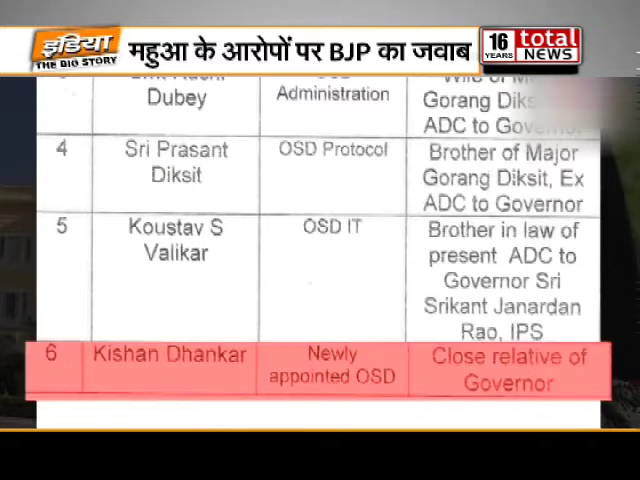 इंडिया
THE BIG STORY
महुआ के आरोपों पर BJP का जवाब
16
YEARS
total
NEWS
Dubey
Administration
Gorang
ADC to
4
Sri Prasant
Diksit
OSD Protocol
Brother of Major
Gorang Diksit, Ex
ADC to Governor
5
Koustav S
Valikar
OSD IT
Brother in law of
present ADC to
Governor Sri
Srikant Janardan
Rao, IPS
6
Kishan Dhankar
Newly
appointed OSD
Close relative of
Governor